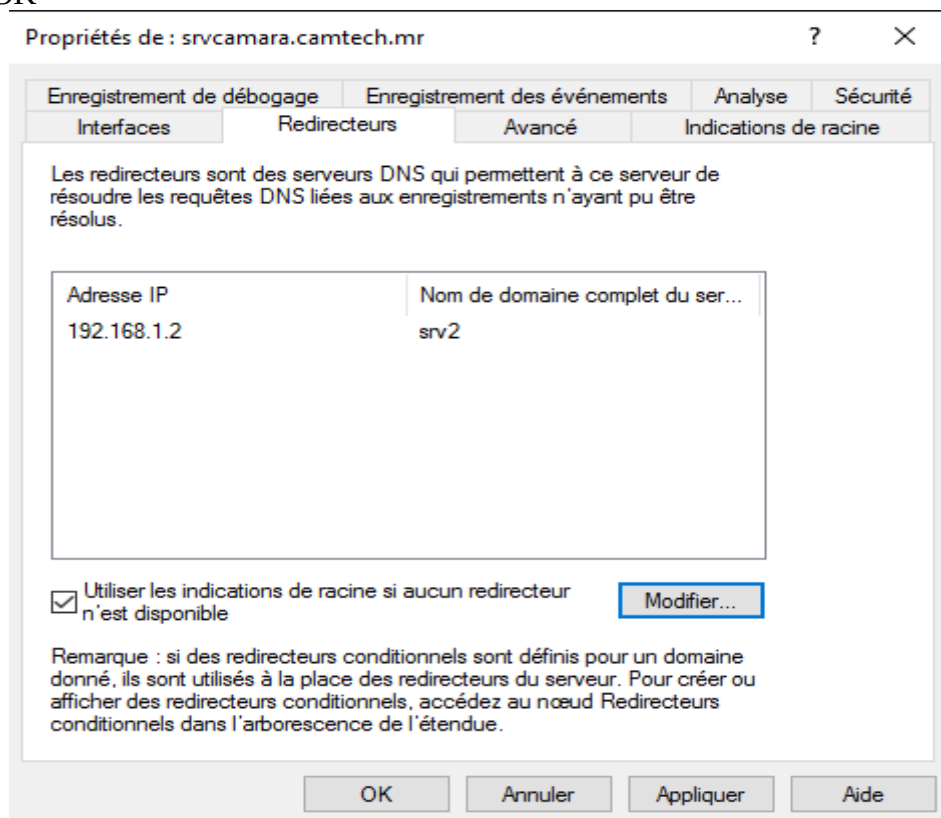 OK
Propriétés de : srvcamara.camtech.mr ? ×
Enregistrement de débogage Enregistrement des événements Analyse Sécurité
Interfaces Redirecteurs Avancé Indications de racine
Les redirecteurs sont des serveurs DNS qui permettent à ce serveur de
résoudre les requêtes DNS liées aux enregistrements n'ayant pu être
résolus.
Adresse IP Nom de domaine complet du ser...
192.168.1.2 srv2
Utiliser les indications de racine si aucun redirecteur
n'est disponible
Modifier...
Remarque : si des redirecteurs conditionnels sont définis pour un domaine
donné, ils sont utilisés à la place des redirecteurs du serveur. Pour créer ou
afficher des redirecteurs conditionnels, accédez au nœud Redirecteurs
conditionnels dans l'arborescence de l'étendue.
OK Annuler Appliquer Aide